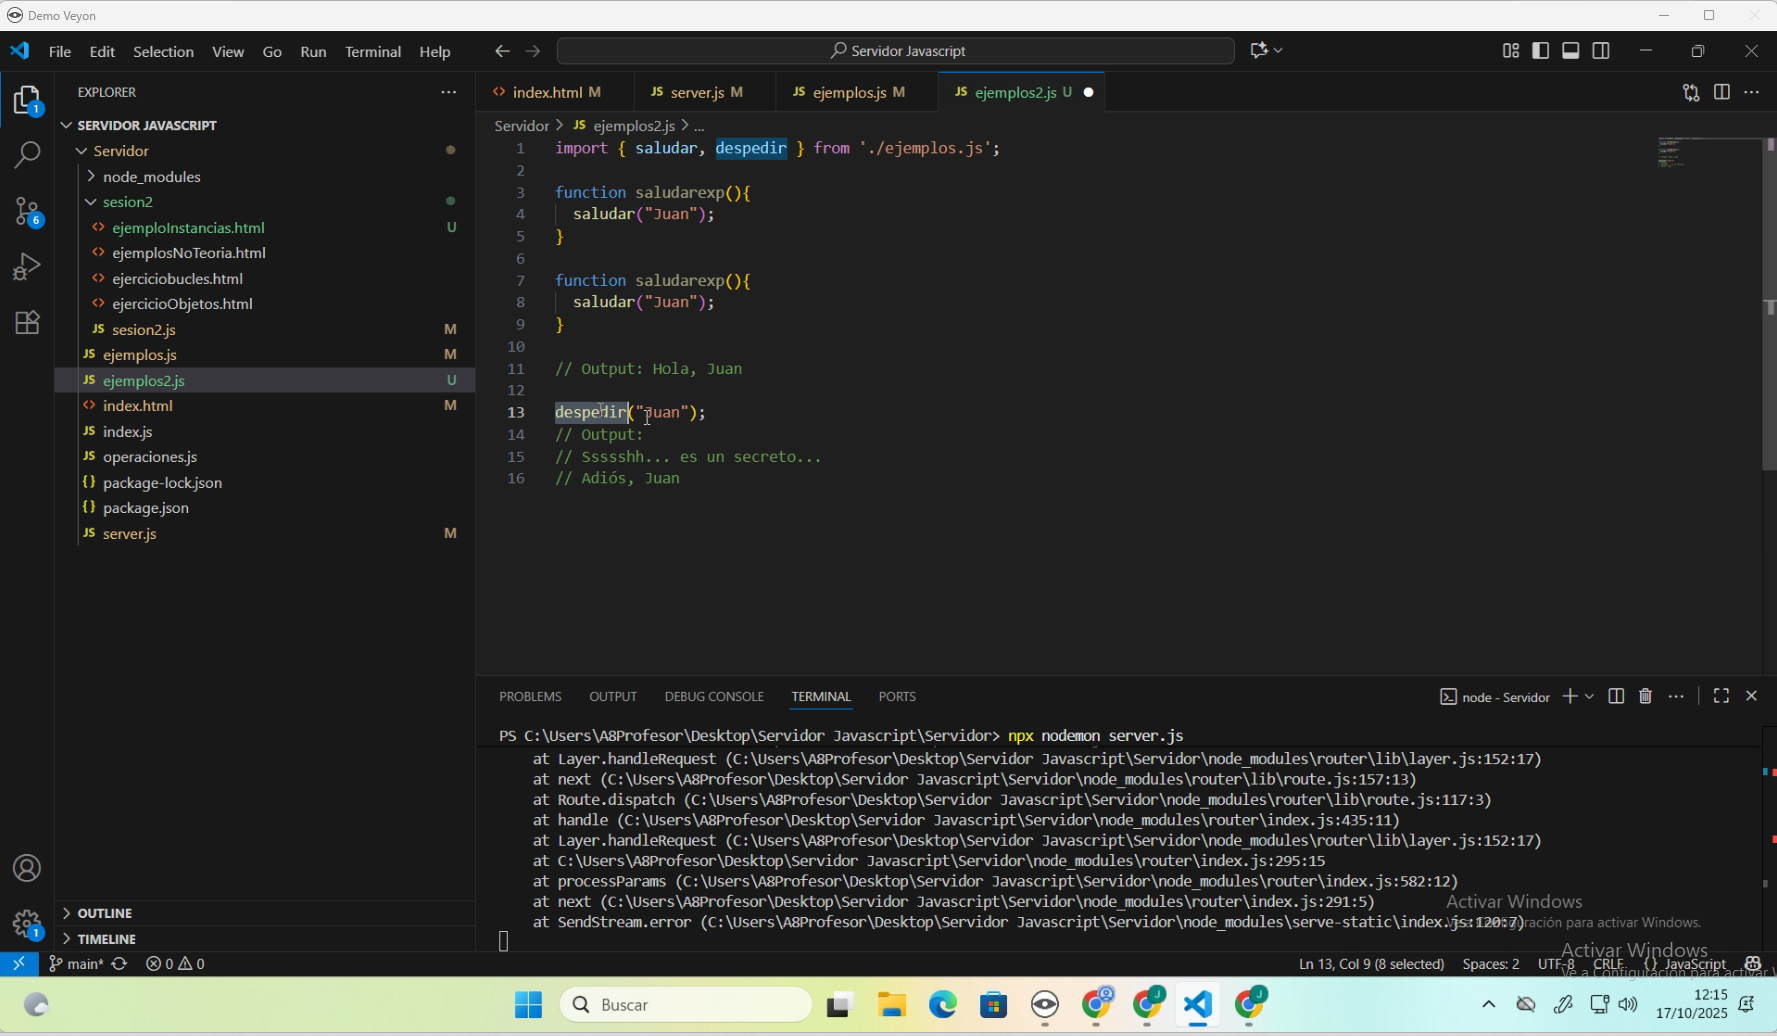 Demo Veyon
File Edit Selection View Go Run Terminal Help
Servidor Javascript
EXPLORER
SERVIDOR JAVASCRIPT
Servidor
node_modules
sesion2
ejemploInstancias.html U
ejemplosNoTeoria.html
ejerciciobucles.html
ejercicioObjetos.html
JS sesion2.js M
JS ejemplos.js M
JS ejemplos2.js U
index.html M
JS index.js
JS operaciones.js
{} package-lock.json
{} package.json
JS server.js M
OUTLINE
TIMELINE
index.html M JS server.js M JS ejemplos.js M JS ejemplos2.js U
Servidor > JS ejemplos2.js > ...
1 import { saludar, despedir } from './ejemplos.js';
2
3 function saludarexp(){
4 saludar("Juan");
5 }
6
7 function saludarexp(){
8 saludar("Juan");
9 }
10
11 // Output: Hola, Juan
12
13 despedir("Juan");
14 // Output:
15 // Ssssshh... es un secreto...
16 // Adiós, Juan
PROBLEMS OUTPUT DEBUG CONSOLE TERMINAL PORTS
node - Servidor
PS C:\Users\A8Profesor\Desktop\Servidor Javascript\Servidor> npx nodemon server.js
at Layer.handleRequest (C:\Users\A8Profesor\Desktop\Servidor Javascript\Servidor\node_modules\router\lib\layer.js:152:17)
at next (C:\Users\A8Profesor\Desktop\Servidor Javascript\Servidor\node_modules\router\lib\route.js:157:13)
at Route.dispatch (C:\Users\A8Profesor\Desktop\Servidor Javascript\Servidor\node_modules\router\lib\route.js:117:3)
at handle (C:\Users\A8Profesor\Desktop\Servidor Javascript\Servidor\node_modules\router\index.js:435:11)
at Layer.handleRequest (C:\Users\A8Profesor\Desktop\Servidor Javascript\Servidor\node_modules\router\lib\layer.js:152:17)
at C:\Users\A8Profesor\Desktop\Servidor Javascript\Servidor\node_modules\router\index.js:295:15
at processParams (C:\Users\A8Profesor\Desktop\Servidor Javascript\Servidor\node_modules\router\index.js:582:12)
at next (C:\Users\A8Profesor\Desktop\Servidor Javascript\Servidor\node_modules\router\index.js:291:5)
at SendStream.error (C:\Users\A8Profesor\Desktop\Servidor Javascript\Servidor\node_modules\serve-static\index.js:120:7)
Activar Windows
para activar Windows.
Activar Windows
Ve a Configuración para activar
main* 0 0
Ln 13, Col 9 (8 selected) Spaces: 2 UTF-8 CRLF {} JavaScript
Buscar
12:15
17/10/2025